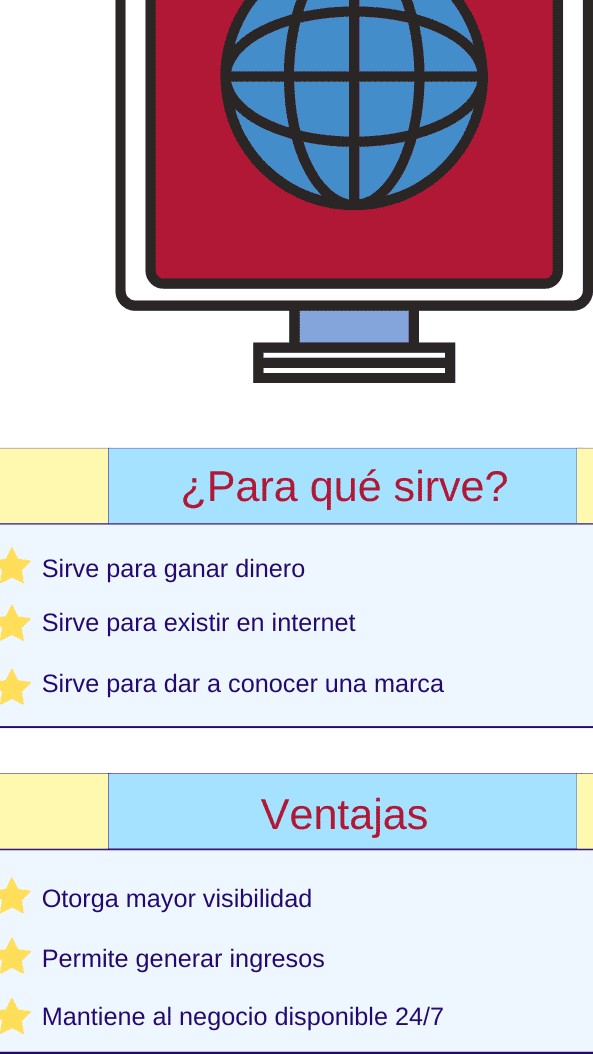 ¿Para qué sirve?
Sirve para ganar dinero
Sirve para existir en internet
Sirve para dar a conocer una marca
Ventajas
Otorga mayor visibilidad
Permite generar ingresos
Mantiene al negocio disponible 24/7